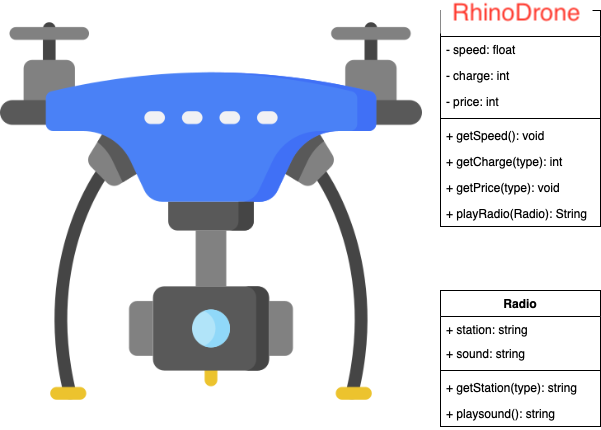 RhinoDrone
- speed: float
- charge: int
- price: int
+ getSpeed(): void
+ getCharge(type): int
+ getPrice(type): void
+ playRadio(Radio): String
Radio
+ station: string
+ sound: string
+ getStation(type): string
+ playsound(): string